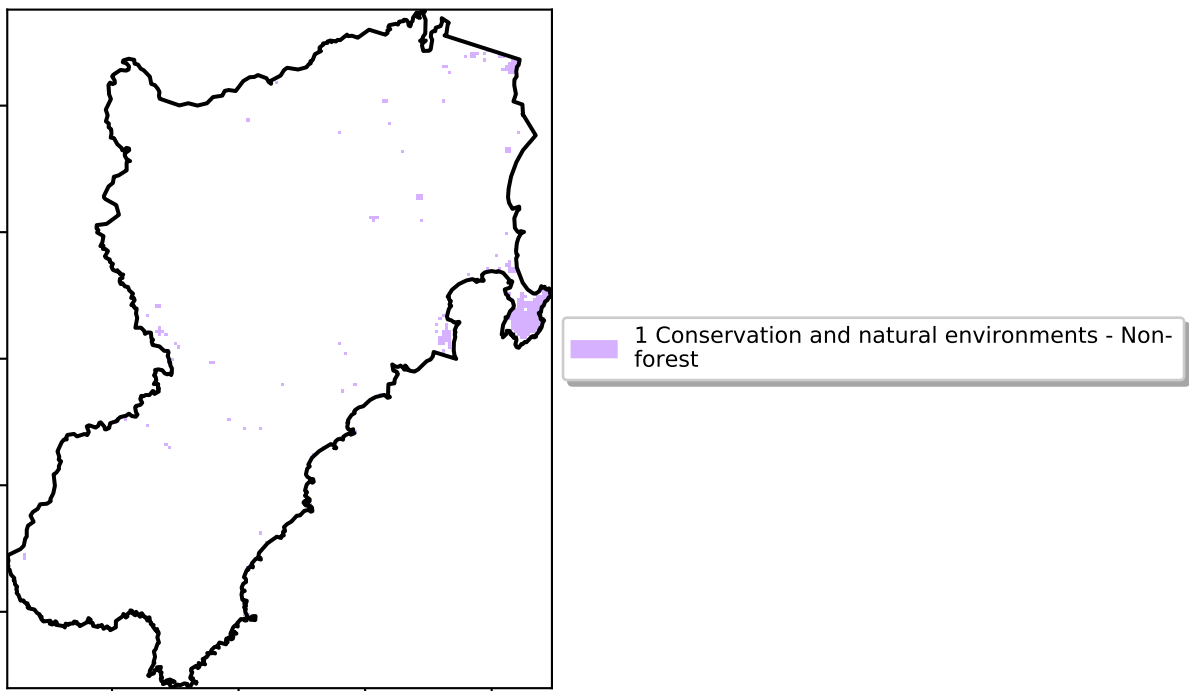 1 Conservation and natural environments - Non-
forest